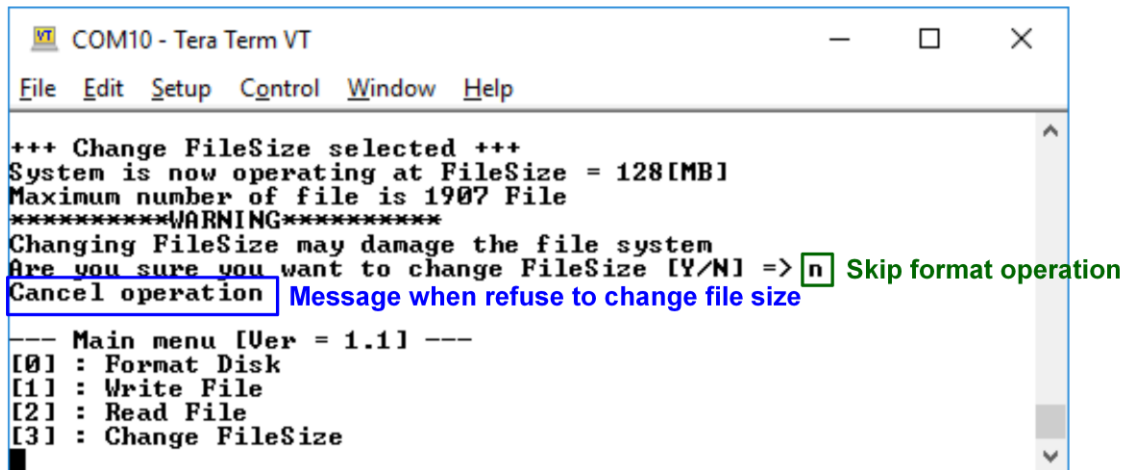 COM10 - Tera Term VT
File Edit Setup Control Window Help
+++ Change FileSize selected +++
System is now operating at FileSize = 128[MB]
Maximum number of file is 1907 File
**********WARNING**********
Changing FileSize may damage the file system
Are you sure you want to change FileSize [Y/N] => n Skip format operation
Cancel operation Message when refuse to change file size
--- Main menu [Ver = 1.1] ---
[0] : Format Disk
[1] : Write File
[2] : Read File
[3] : Change FileSize